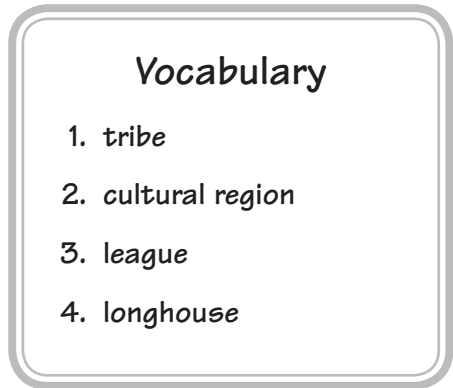 Vocabulary
1. tribe
2. cultural region
3. league
4. longhouse